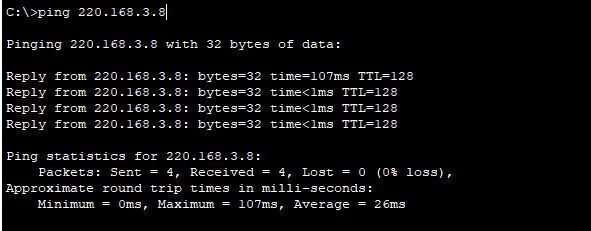 C:\>ping 220.168.3.8
Pinging 220.168.3.8 with 32 bytes of data:
Reply from 220.168.3.8: bytes=32 time=107ms TTL=128
Reply from 220.168.3.8: bytes=32 time<1ms TTL=128
Reply from 220.168.3.8: bytes=32 time<1ms TTL=128
Reply from 220.168.3.8: bytes=32 time<1ms TTL=128
Ping statistics for 220.168.3.8:
Packets: Sent = 4, Received = 4, Lost = 0 (0% loss),
Approximate round trip times in milli-seconds:
Minimum = 0ms, Maximum = 107ms, Average = 26ms